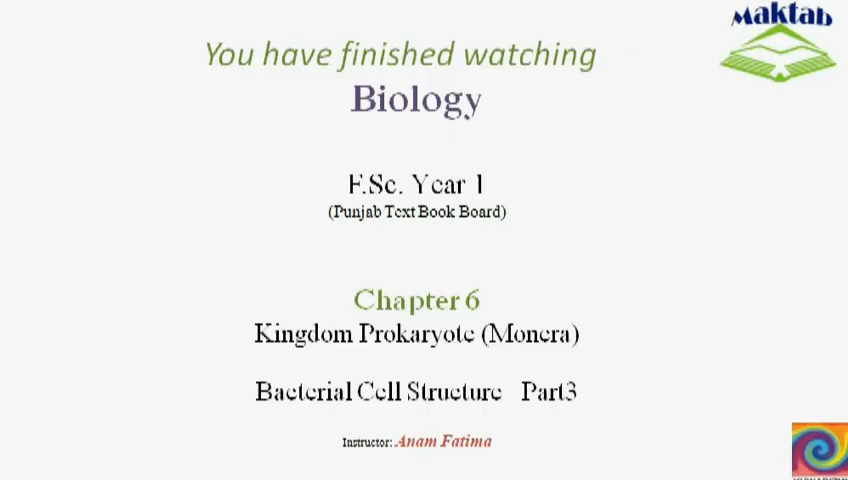 Maktab
You have finished watching
Biology
F.Sc. Year 1
(Punjab Text Book Board)
Chapter 6
Kingdom Prokaryote (Monera)
Bacterial Cell Structure Part3
Instructor: Anam Fatima